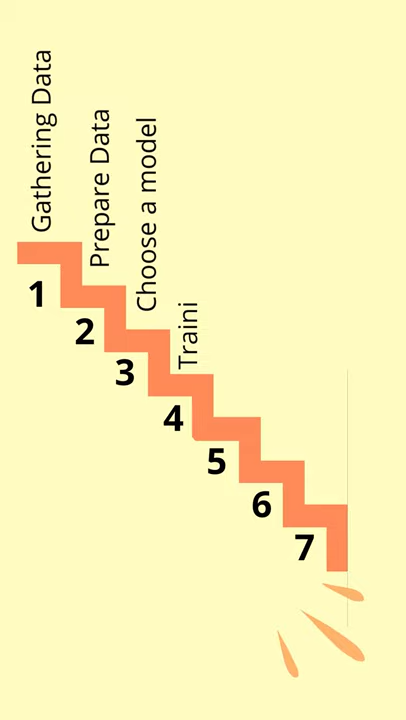 Gathering Data
Prepare Data
Choose a model
Traini
1
2
3
4
5
6
7